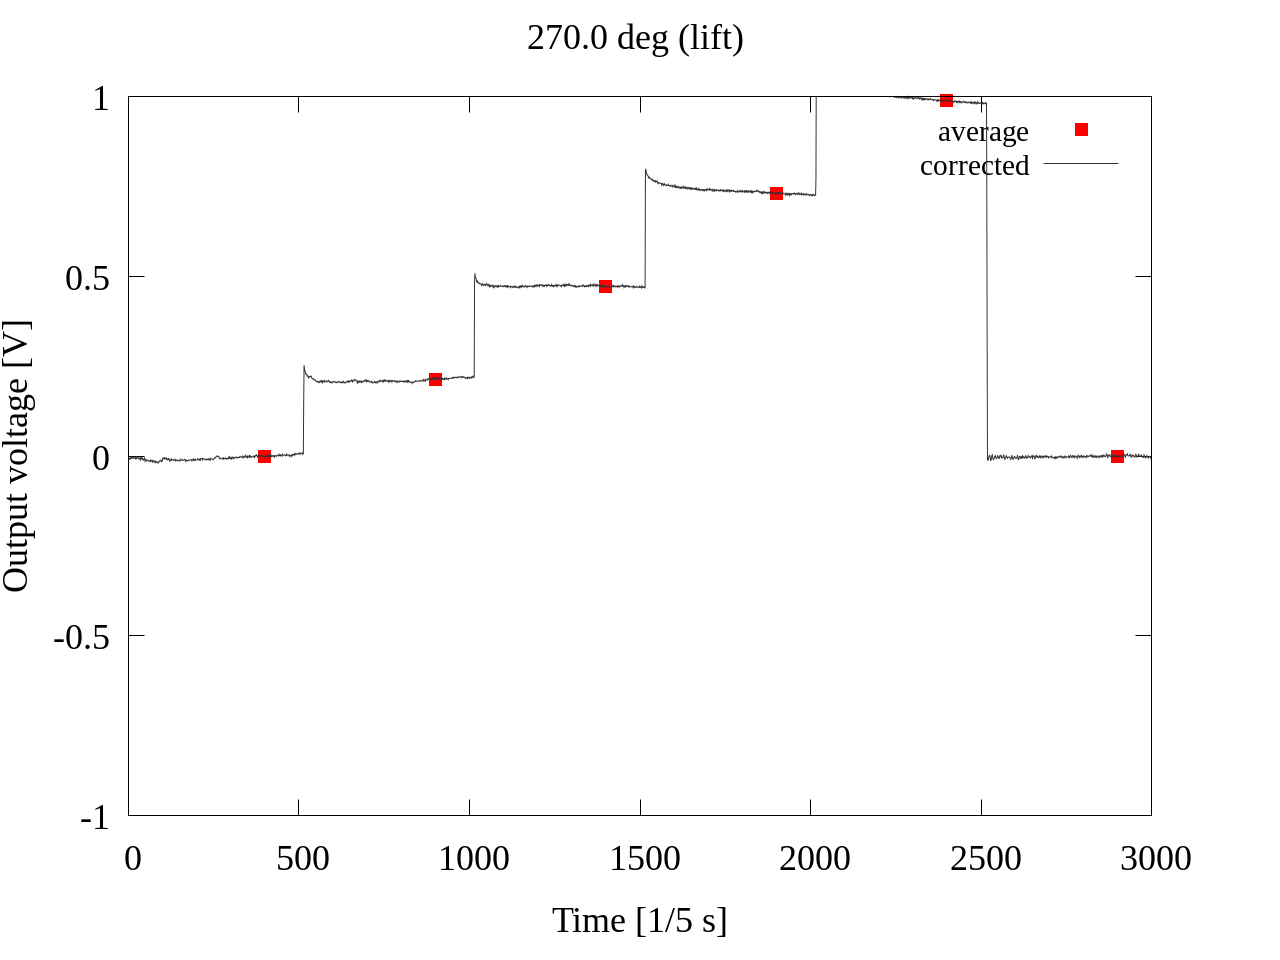 270.0 deg (lift)
1
0.5
0
-0.5
-1
Output voltage [V]
average
corrected
0 500 1000 1500 2000 2500 3000
Time [1/5 s]